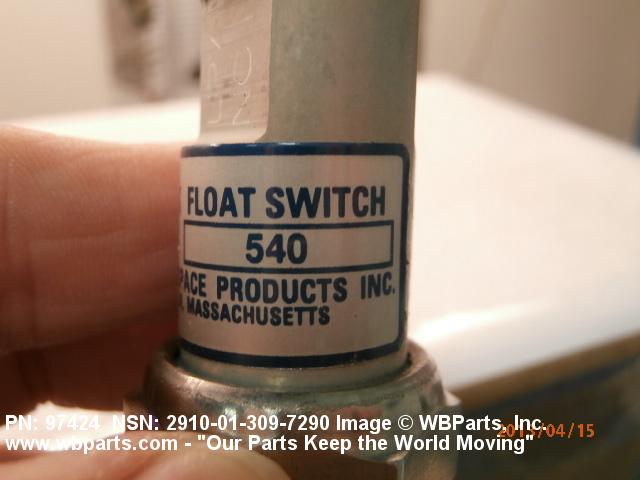 FLOAT SWITCH
540
PACE PRODUCTS INC.
MASSACHUSETTS
PN: 97424 NSN: 2910-01-309-7290 Image © WBParts, Inc.
2013/04/15
www.wbparts.com - "Our Parts Keep the World Moving"